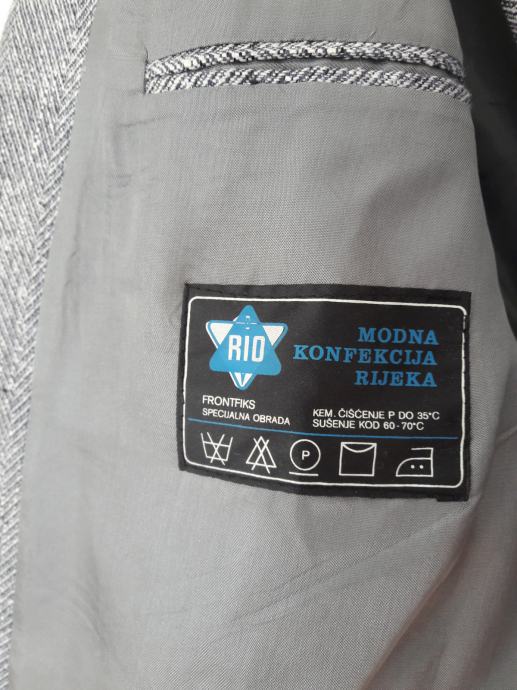 RIO
MODNA
KONFEKCIJA
RIJEKA
FRONTFIKS
SPECIJALNA OBRADA
KEM. ČIŠĆENJE P DO 35°C
SUŠENJE KOD 60-70°C
P